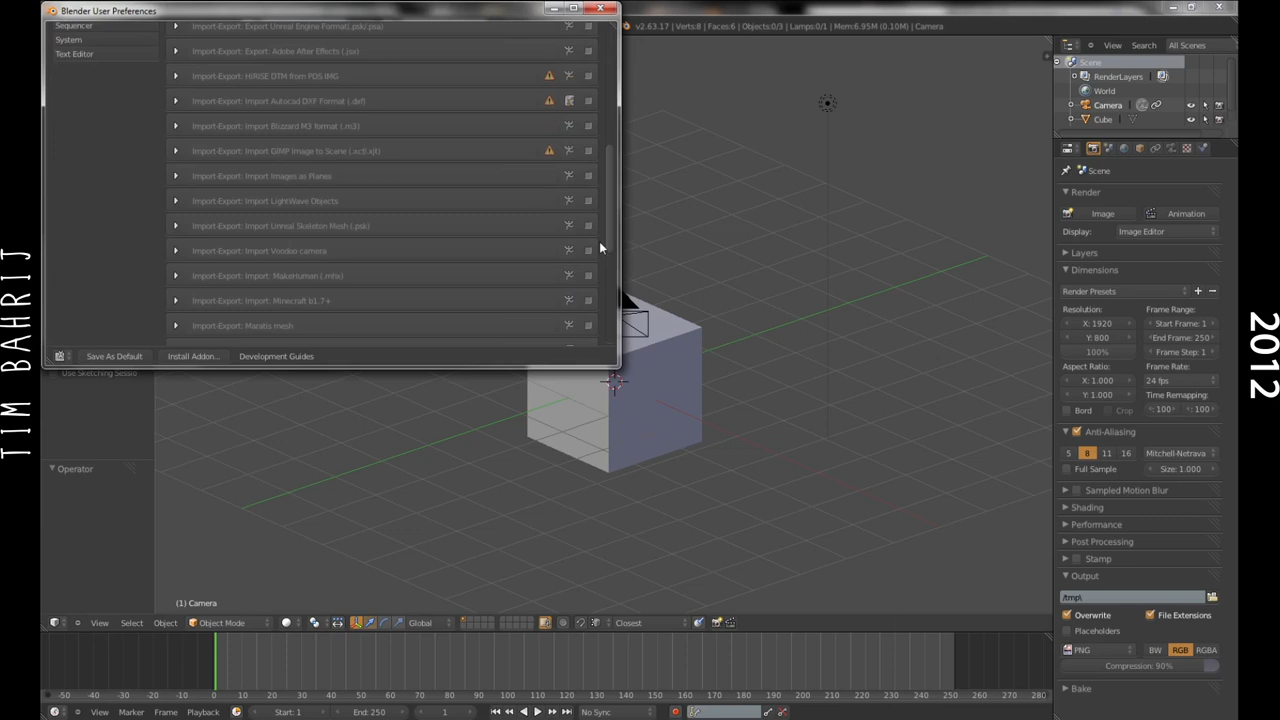 Blender User Preferences
Sequencer
System
Text Editor
Import-Export: Export Unreal Engine Format(.psk/.psa)
Import-Export: Export: Adobe After Effects (.jsx)
Import-Export: HiRISE DTM from PDS IMG
Import-Export: Import Autocad DXF Format (.dxf)
Import-Export: Import Blizzard M3 format (.m3)
Import-Export: Import GIMP Image to Scene (.xcf/.xjt)
Import-Export: Import Images as Planes
Import-Export: Import LightWave Objects
Import-Export: Import Unreal Skeleton Mesh (.psk)
Import-Export: Import Voodoo camera
Import-Export: Import: MakeHuman (.mhx)
Import-Export: Import: Minecraft b1.7+
Import-Export: Maratis mesh
Save As Default
Install Addon...
Development Guides
Use Sketching Sessio
Operator
v2.63.17 | Verts:8 | Faces:6 | Objects:0/3 | Lamps:0/1 | Mem:6.95M (0.10M) | Camera
(1) Camera
View Select Object Object Mode Global Closest
-50 -40 -30 -20 -10 0 10 20 30 40 50 60 70 80 90 100 110 120 130 140 150 160 170 180 190 200 210 220 230 240 250 260 270 280
View Marker Frame Playback Start: 1 End: 250 1 No Sync
View Search All Scenes
Scene
RenderLayers
World
Camera
Cube
Scene
Render
Image Animation
Display: Image Editor
Layers
Dimensions
Render Presets
Resolution: Frame Range:
X: 1920 Start Frame: 1
Y: 800 End Frame: 250
100% Frame Step: 1
Aspect Ratio: Frame Rate:
X: 1.000 24 fps
Y: 1.000 Time Remapping:
Bord Crop : 100 : 100
Anti-Aliasing
5 8 11 16 Mitchell-Netrava
Full Sample Size: 1.000
Sampled Motion Blur
Shading
Performance
Post Processing
Stamp
Output
/tmp\
Overwrite File Extensions
Placeholders
PNG BW RGB RGBA
Compression: 90%
Bake
TIM BAHRIJ
2012